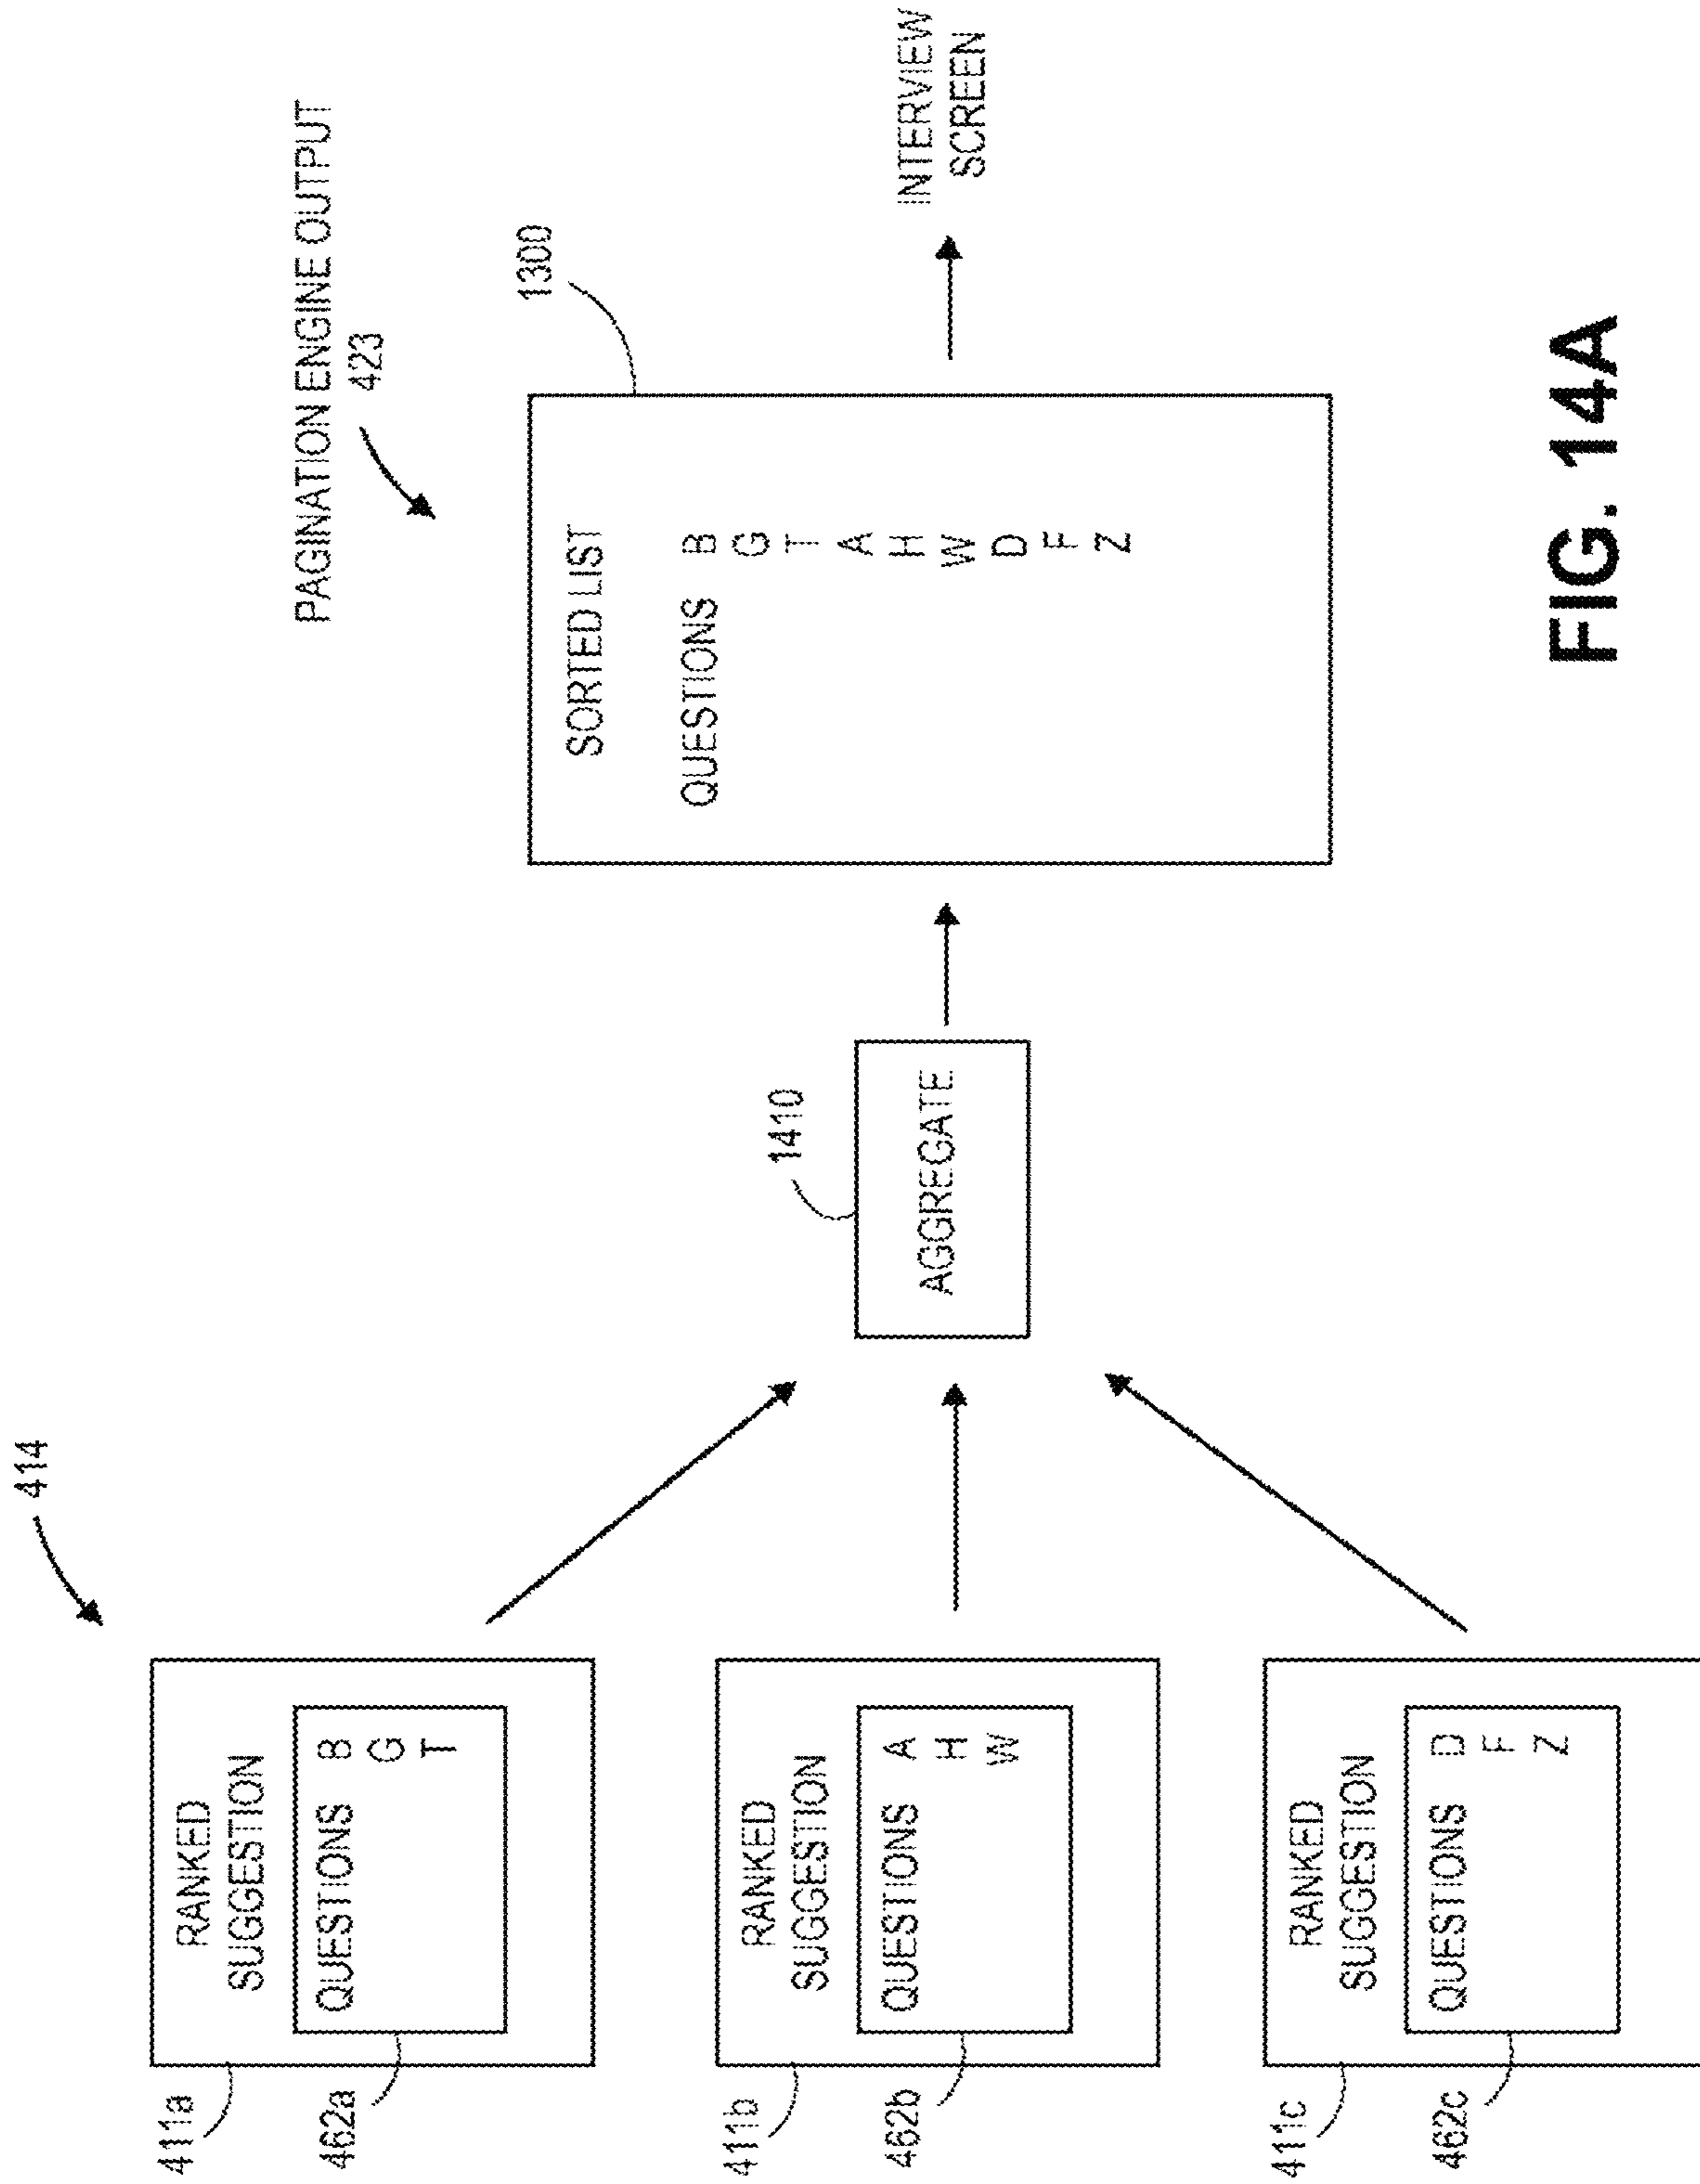 414
411a
RANKED
SUGGESTION
462a
QUESTIONS B
G
T
411b
RANKED
SUGGESTION
462b
QUESTIONS A
H
W
411c
RANKED
SUGGESTION
462c
QUESTIONS D
F
Z
1410
AGGREGATE
PAGINATION ENGINE OUTPUT
423
1300
SORTED LIST
QUESTIONS B
G
T
A
H
W
D
F
Z
INTERVIEW
SCREEN
FIG. 14A